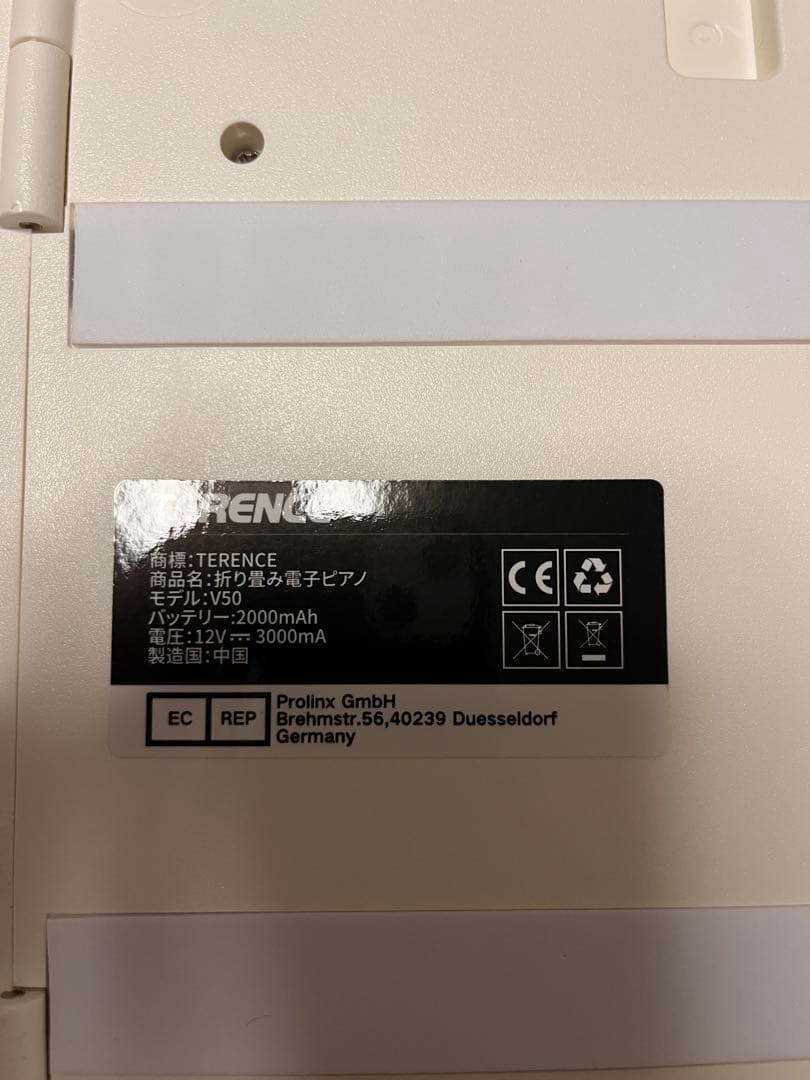 TERENCE
商標:TERENCE
商品名:折り畳み電子ピアノ
モデル:V50
バッテリー:2000mAh
電圧:12V⎓3000mA
製造国:中国
CE
EC REP
Prolinx GmbH
Brehmstr.56,40239 Duesseldorf
Germany